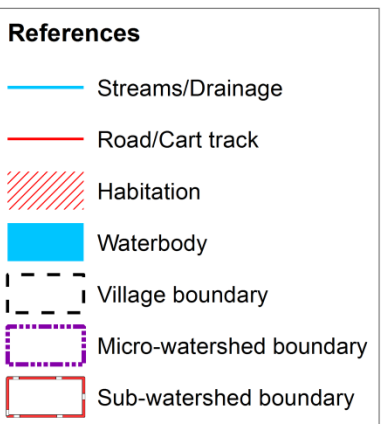 References
Streams/Drainage
Road/Cart track
Habitation
Waterbody
Village boundary
Micro-watershed boundary
Sub-watershed boundary